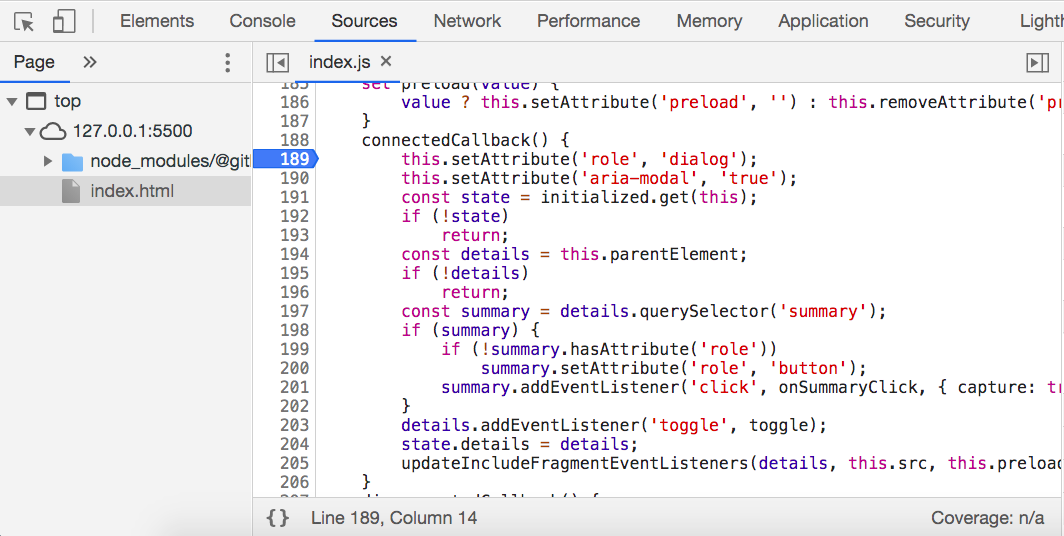 Elements Console Sources Network Performance Memory Application Security Light
Page » index.js ×
top
127.0.0.1:5500
node_modules/@git
index.html
185 set preload(value) {
186 value ? this.setAttribute('preload', '') : this.removeAttribute('pr
187 }
188 connectedCallback() {
189 this.setAttribute('role', 'dialog');
190 this.setAttribute('aria-modal', 'true');
191 const state = initialized.get(this);
192 if (!state)
193 return;
194 const details = this.parentElement;
195 if (!details)
196 return;
197 const summary = details.querySelector('summary');
198 if (summary) {
199 if (!summary.hasAttribute('role'))
200 summary.setAttribute('role', 'button');
201 summary.addEventListener('click', onSummaryClick, { capture: tr
202 }
203 details.addEventListener('toggle', toggle);
204 state.details = details;
205 updateIncludeFragmentEventListeners(details, this.src, this.preload
206 }
207 disconnectedCallback() {
{} Line 189, Column 14 Coverage: n/a